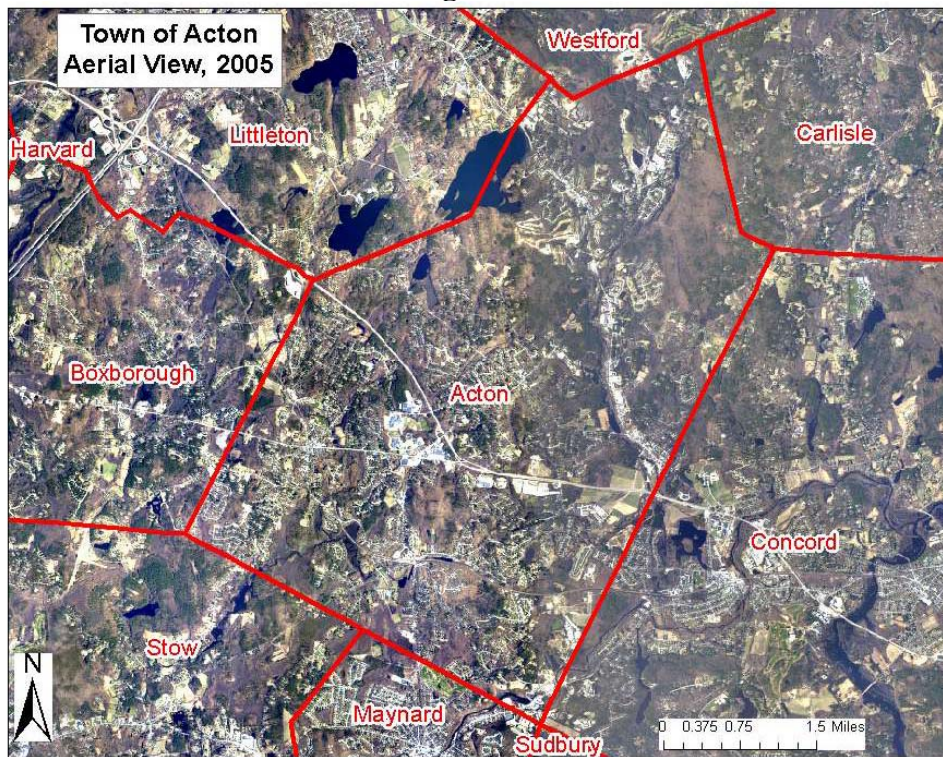 Town of Acton
Aerial View, 2005
Westford
Littleton
Carlisle
Harvard
Boxborough
Acton
Concord
Stow
N
Maynard
Sudbury
0 0.375 0.75 1.5 Miles